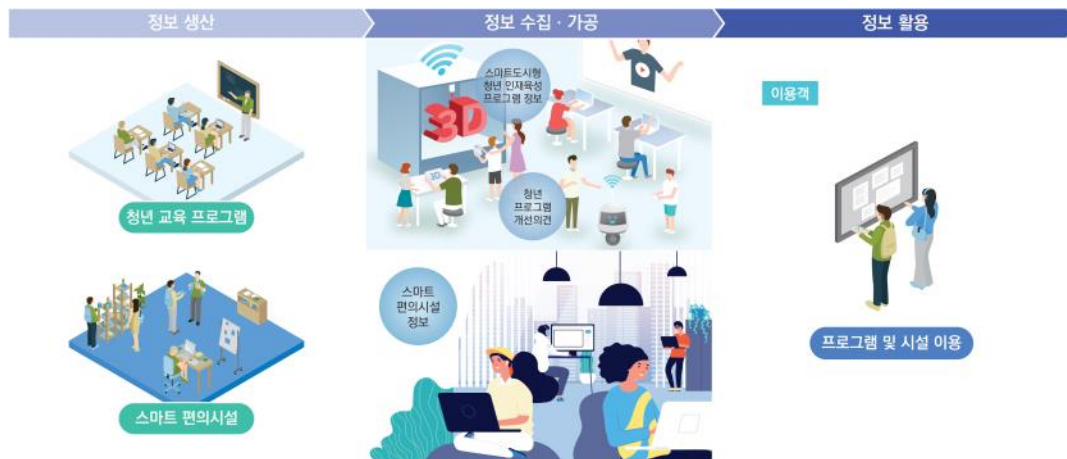 정보 생산
정보 수집 · 가공
정보 활용
청년 교육 프로그램
스마트 편의시설
스마트도시형
청년 인재육성
프로그램 정보
3D
3D
청년
프로그램
개선의견
스마트
편의시설
정보
이용객
프로그램 및 시설 이용